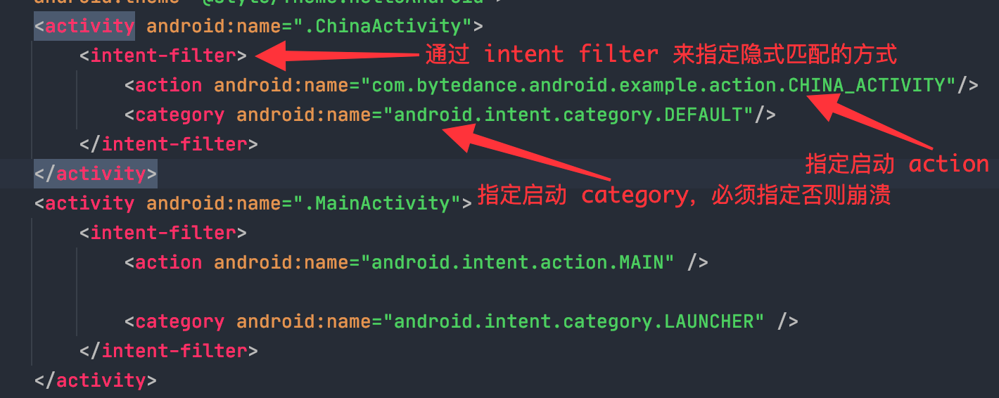 android:theme="@style/Theme.HelloAndroid">
<activity android:name=".ChinaActivity">
<intent-filter> 通过 intent filter 来指定隐式匹配的方式
<action android:name="com.bytedance.android.example.action.CHINA_ACTIVITY"/>
<category android:name="android.intent.category.DEFAULT"/>
</intent-filter>
指定启动 action
</activity>
指定启动 category，必须指定否则崩溃
<activity android:name=".MainActivity">
<intent-filter>
<action android:name="android.intent.action.MAIN" />
<category android:name="android.intent.category.LAUNCHER" />
</intent-filter>
</activity>